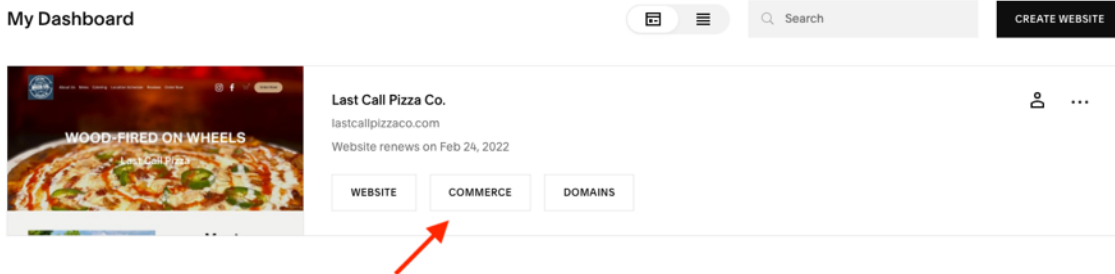 My Dashboard
Search
CREATE WEBSITE
WOOD-FIRED ON WHEELS
Last Call Pizza
Last Call Pizza Co.
lastcallpizzaco.com
Website renews on Feb 24, 2022
WEBSITE
COMMERCE
DOMAINS